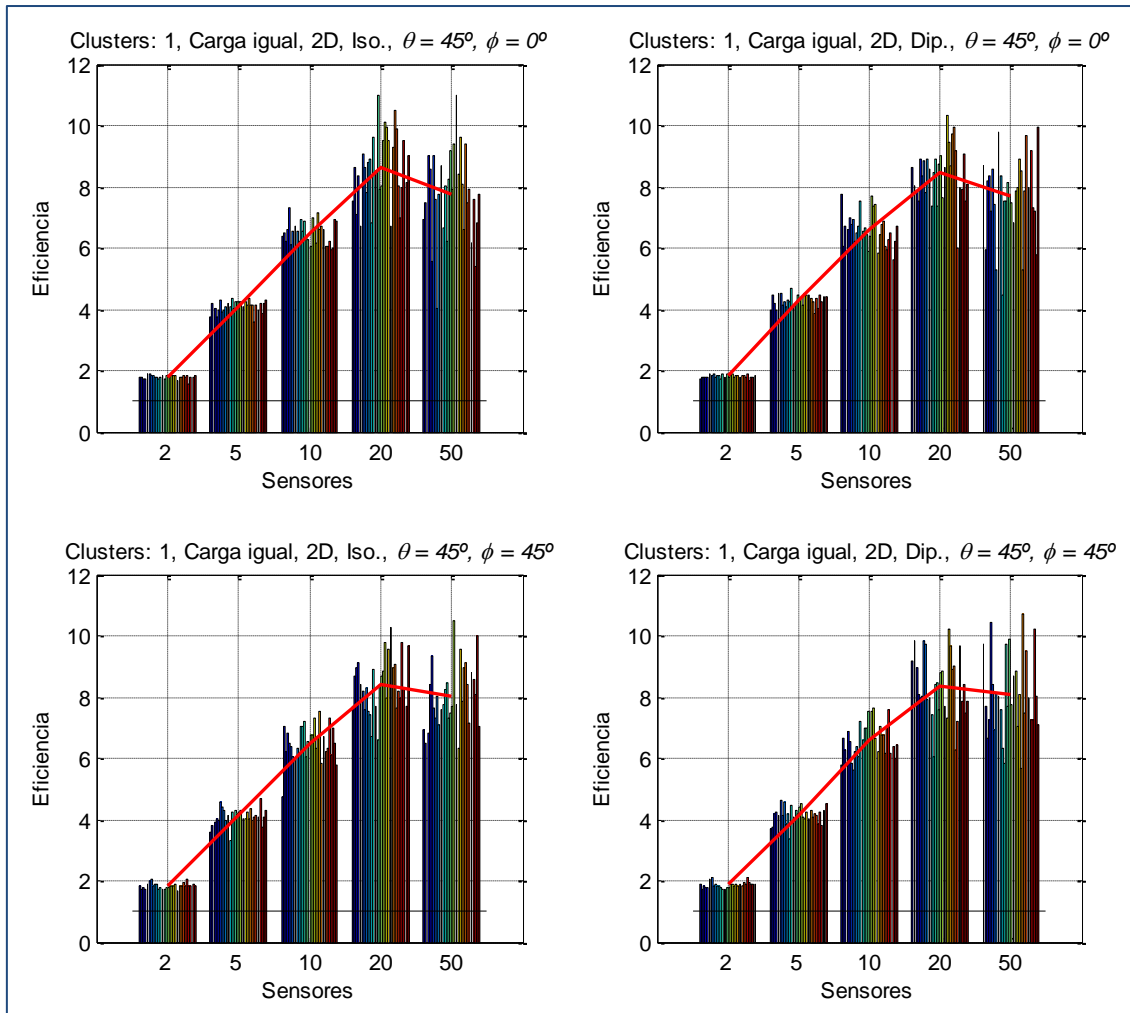 Clusters: 1, Carga igual, 2D, Iso., θ = 45º, ϕ = 0º
12
10
8
6
4
2
0
Eficiencia
2 5 10 20 50
Sensores
Clusters: 1, Carga igual, 2D, Dip., θ = 45º, ϕ = 0º
12
10
8
6
4
2
0
Eficiencia
2 5 10 20 50
Sensores
Clusters: 1, Carga igual, 2D, Iso., θ = 45º, ϕ = 45º
12
10
8
6
4
2
0
Eficiencia
2 5 10 20 50
Sensores
Clusters: 1, Carga igual, 2D, Dip., θ = 45º, ϕ = 45º
12
10
8
6
4
2
0
Eficiencia
2 5 10 20 50
Sensores